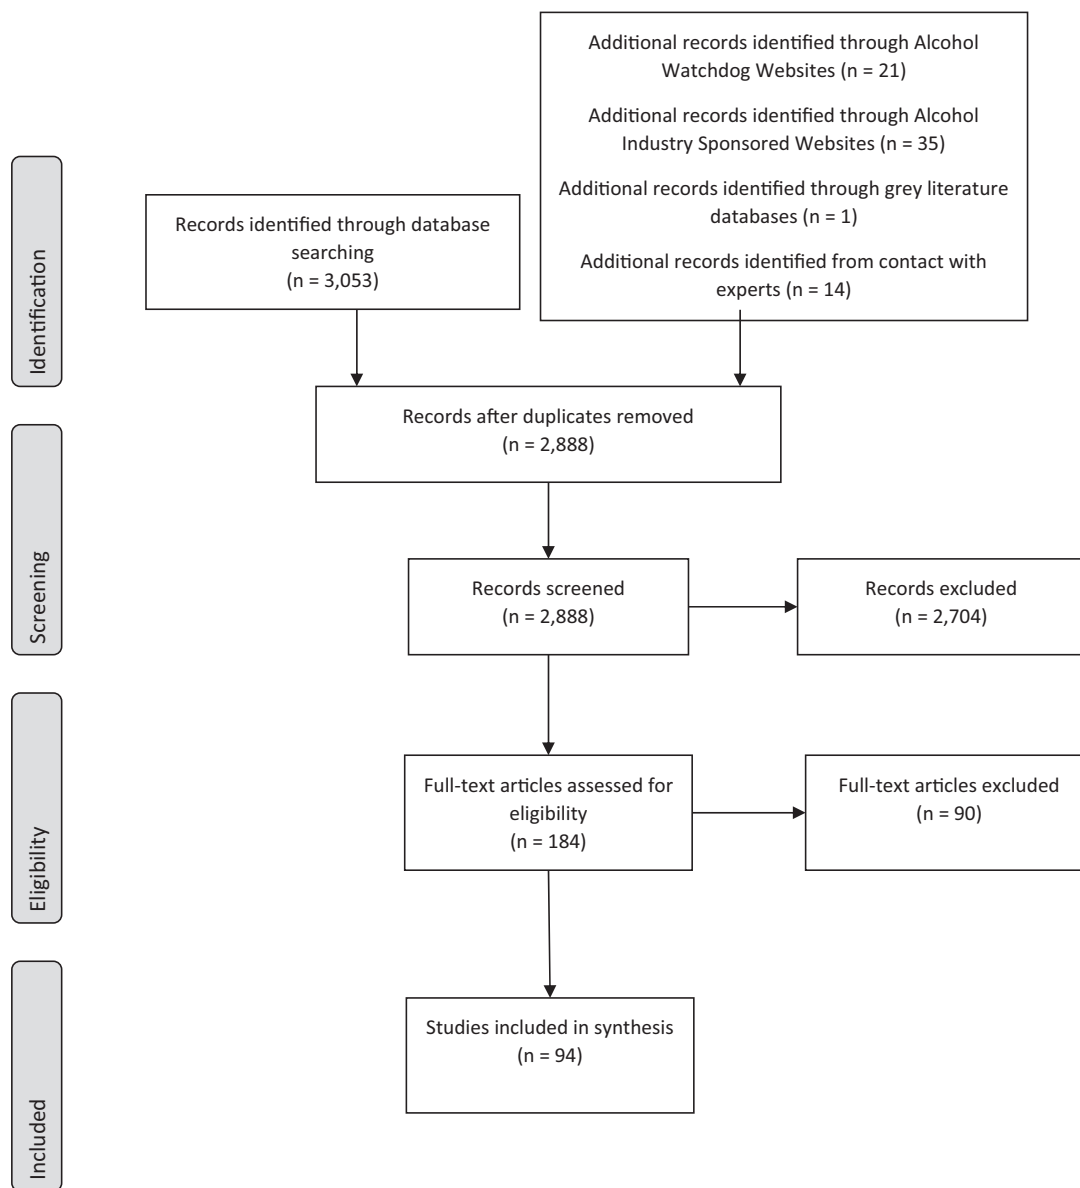 Additional records identified through Alcohol
Watchdog Websites (n = 21)
Additional records identified through Alcohol
Industry Sponsored Websites (n = 35)
Additional records identified through grey literature
databases (n = 1)
Additional records identified from contact with
experts (n = 14)
Identification
Records identified through database
searching
(n = 3,053)
Records after duplicates removed
(n = 2,888)
Screening
Records screened
(n = 2,888)
Records excluded
(n = 2,704)
Eligibility
Full-text articles assessed for
eligibility
(n = 184)
Full-text articles excluded
(n = 90)
Included
Studies included in synthesis
(n = 94)